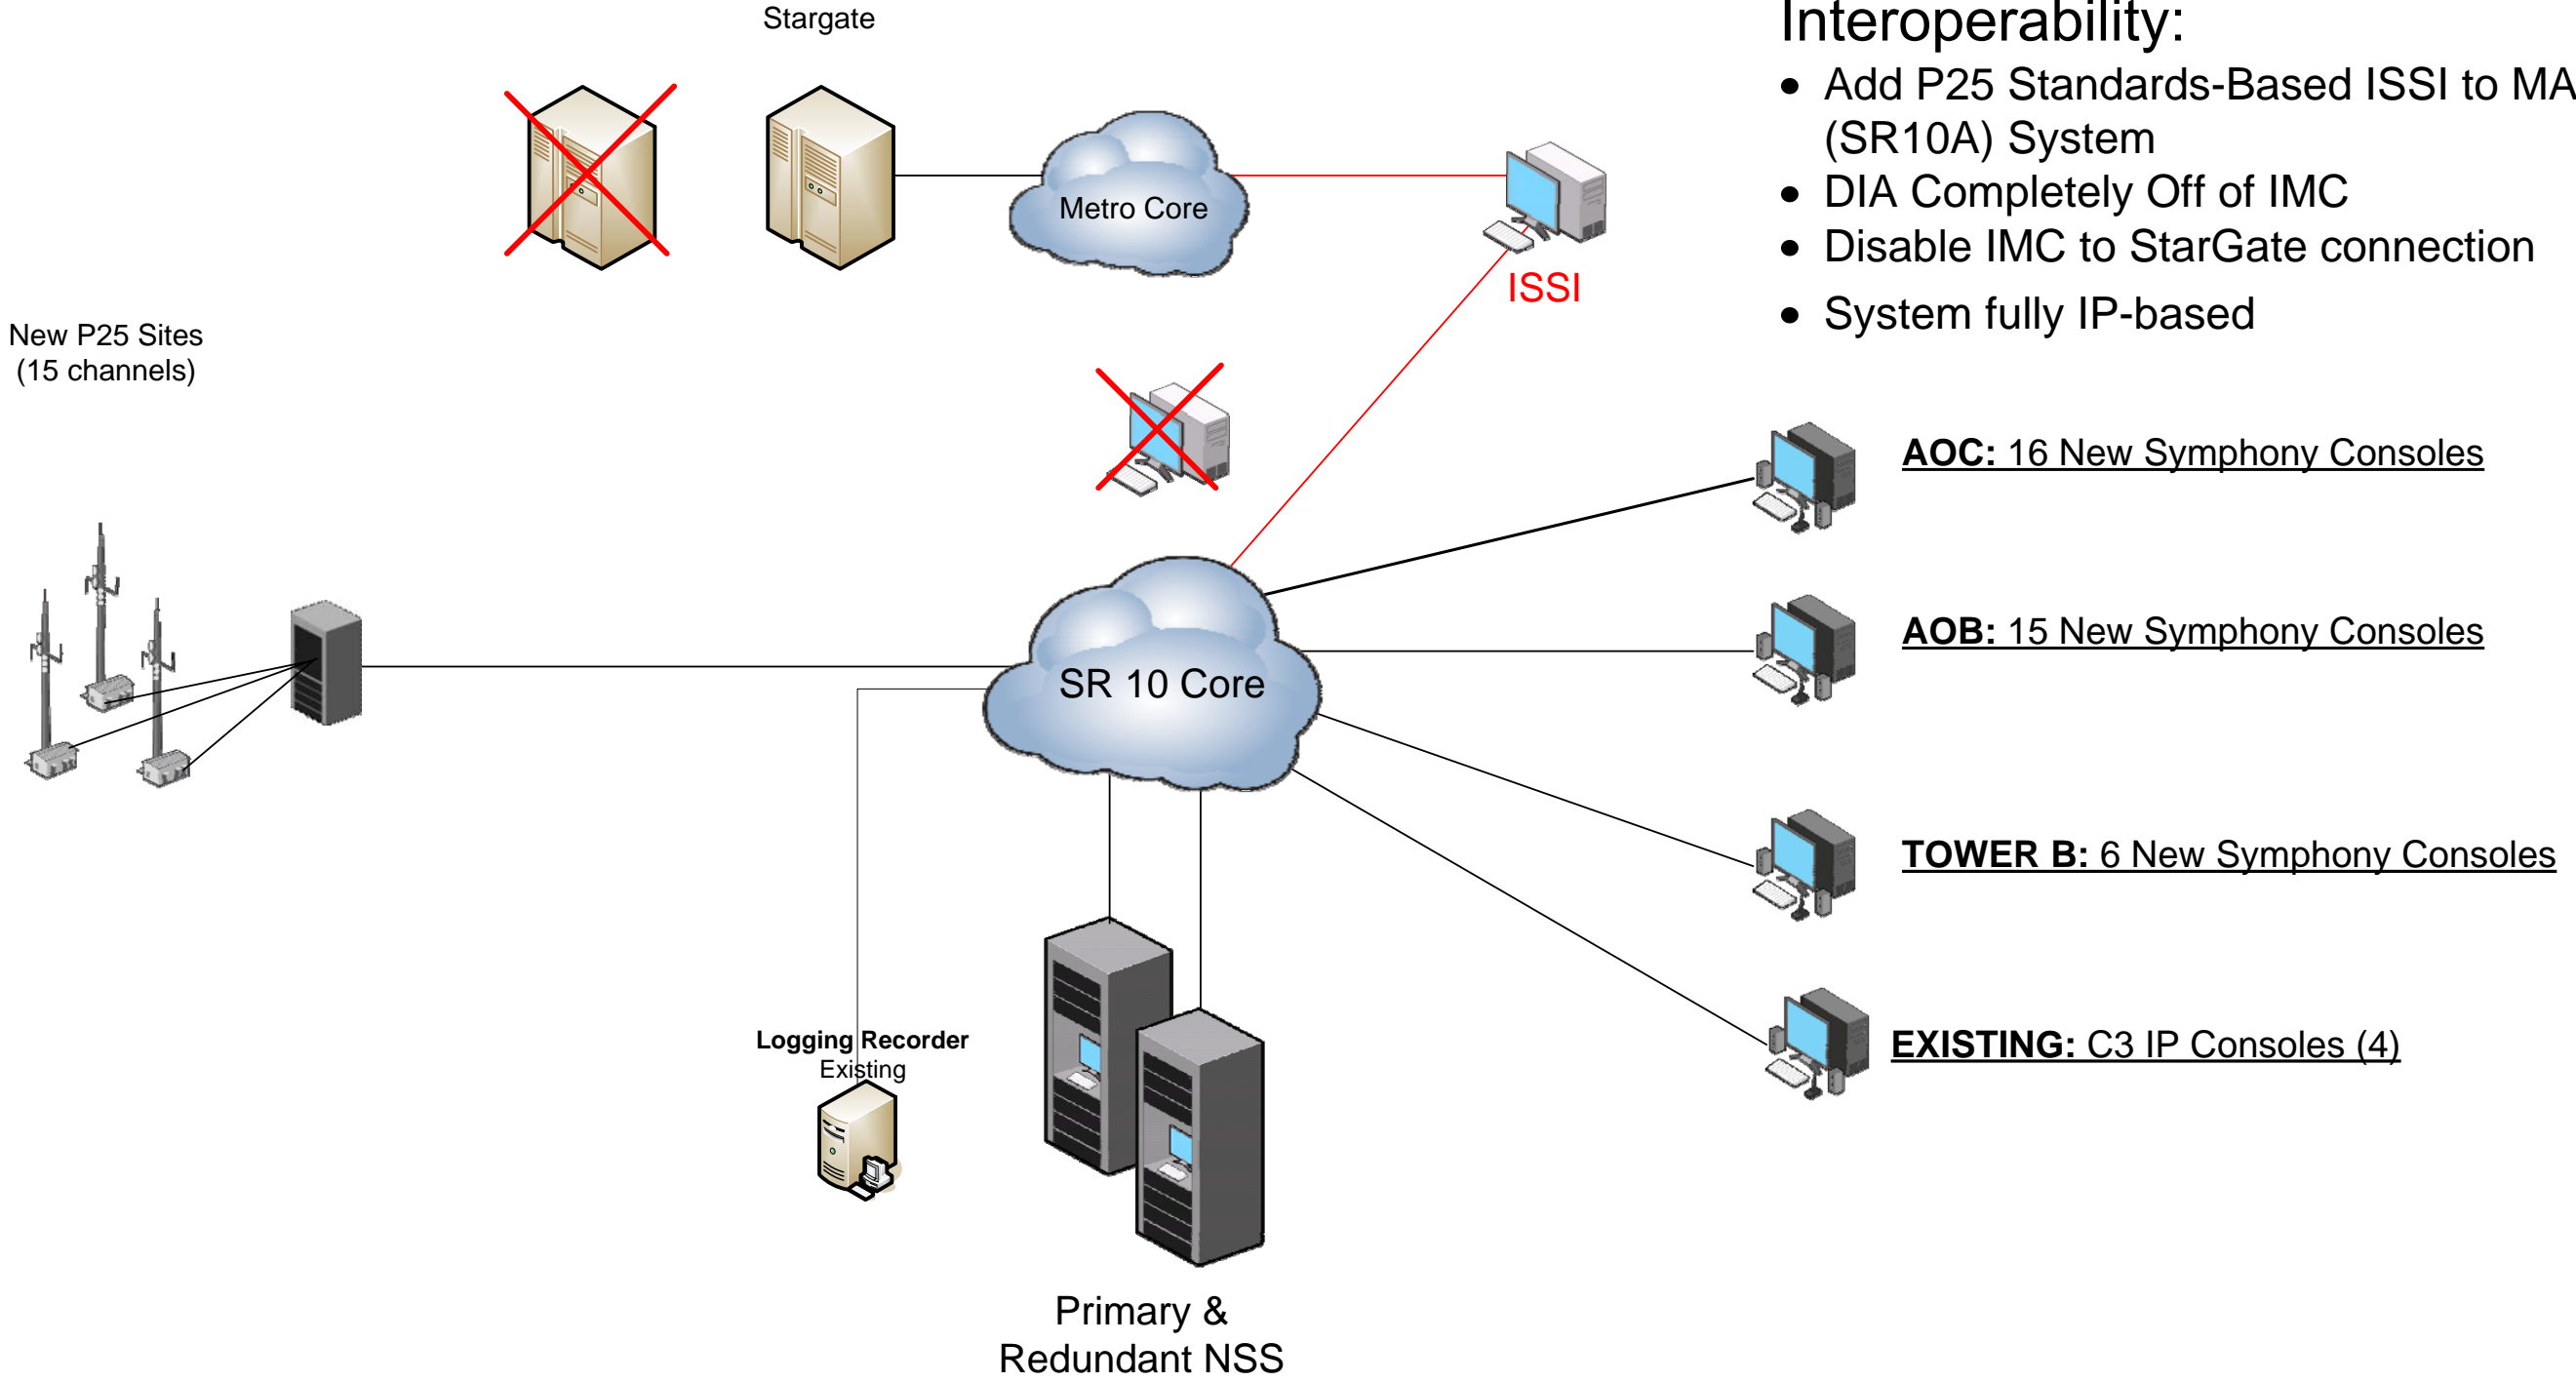 Stargate
Interoperability:
• Add P25 Standards-Based ISSI to MA
(SR10A) System
• DIA Completely Off of IMC
• Disable IMC to StarGate connection
• System fully IP-based
Metro Core
ISSI
New P25 Sites
(15 channels)
AOC: 16 New Symphony Consoles
AOB: 15 New Symphony Consoles
SR 10 Core
TOWER B: 6 New Symphony Consoles
Logging Recorder
Existing
EXISTING: C3 IP Consoles (4)
Primary &
Redundant NSS